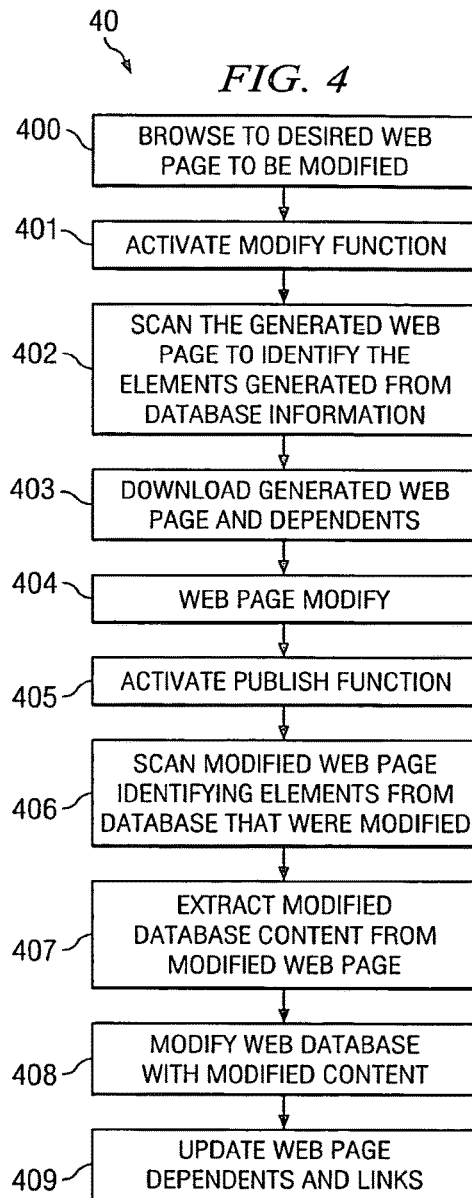 40
FIG. 4
400
BROWSE TO DESIRED WEB
PAGE TO BE MODIFIED
401
ACTIVATE MODIFY FUNCTION
402
SCAN THE GENERATED WEB
PAGE TO IDENTIFY THE
ELEMENTS GENERATED FROM
DATABASE INFORMATION
403
DOWNLOAD GENERATED WEB
PAGE AND DEPENDENTS
404
WEB PAGE MODIFY
405
ACTIVATE PUBLISH FUNCTION
406
SCAN MODIFIED WEB PAGE
IDENTIFYING ELEMENTS FROM
DATABASE THAT WERE MODIFIED
407
EXTRACT MODIFIED
DATABASE CONTENT FROM
MODIFIED WEB PAGE
408
MODIFY WEB DATABASE
WITH MODIFIED CONTENT
409
UPDATE WEB PAGE
DEPENDENTS AND LINKS